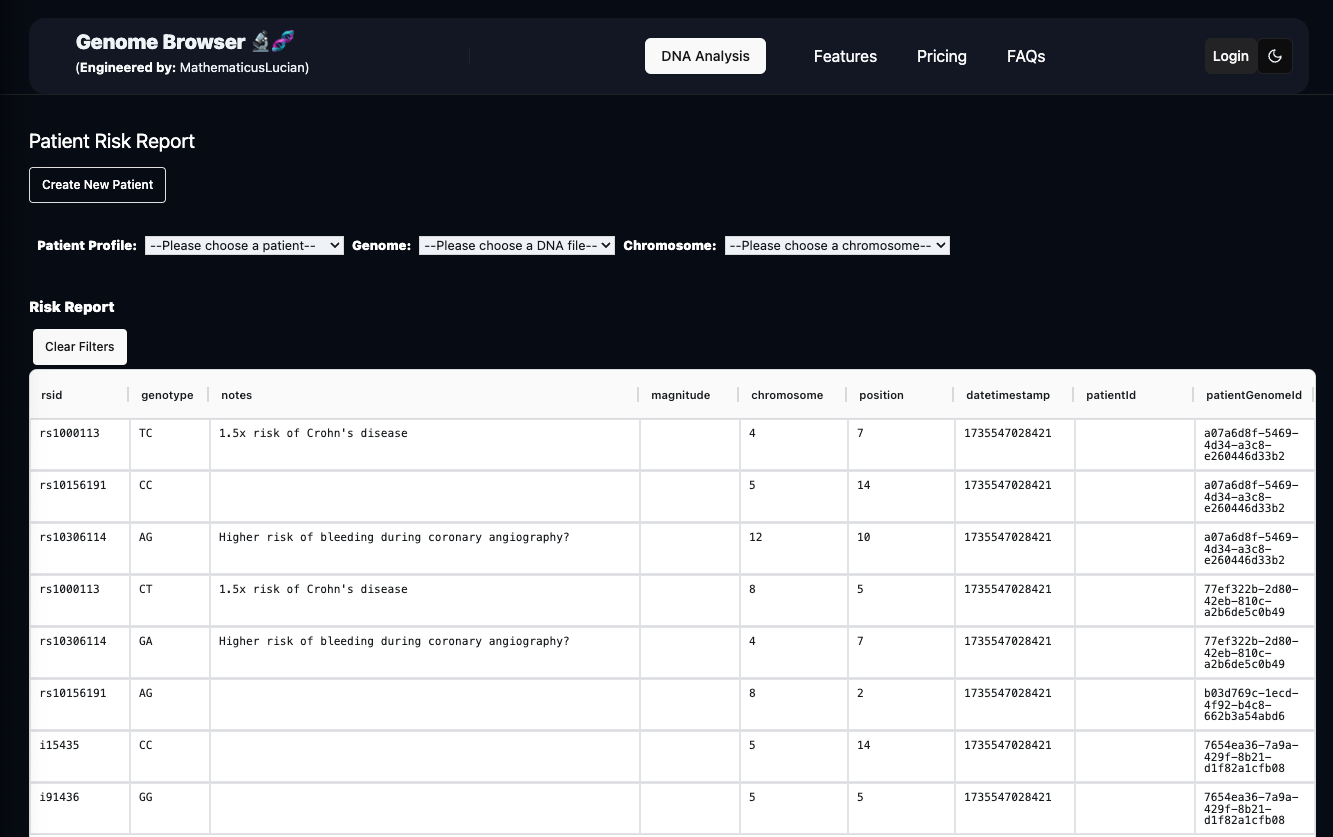 Genome Browser 🔬🧬
(Engineered by: MathematicusLucian)
DNA Analysis
Features
Pricing
FAQs
Login
Patient Risk Report
Create New Patient
Patient Profile: --Please choose a patient-- Genome: --Please choose a DNA file-- Chromosome: --Please choose a chromosome--
Risk Report
Clear Filters
rsid genotype notes magnitude chromosome position datetimestamp patientId patientGenomeId
rs1000113 TC 1.5x risk of Crohn's disease 4 7 1735547028421 a07a6d8f-5469-
4d34-a3c8-
e260446d33b2
rs10156191 CC 5 14 1735547028421 a07a6d8f-5469-
4d34-a3c8-
e260446d33b2
rs10306114 AG Higher risk of bleeding during coronary angiography? 12 10 1735547028421 a07a6d8f-5469-
4d34-a3c8-
e260446d33b2
rs1000113 CT 1.5x risk of Crohn's disease 8 5 1735547028421 77ef322b-2d80-
42eb-810c-
a2b6de5c0b49
rs10306114 GA Higher risk of bleeding during coronary angiography? 4 7 1735547028421 77ef322b-2d80-
42eb-810c-
a2b6de5c0b49
rs10156191 AG 8 2 1735547028421 b03d769c-1ecd-
4f92-b4c8-
662b3a54abd6
i15435 CC 5 14 1735547028421 7654ea36-7a9a-
429f-8b21-
d1f82a1cfb08
i91436 GG 5 5 1735547028421 7654ea36-7a9a-
429f-8b21-
d1f82a1cfb08